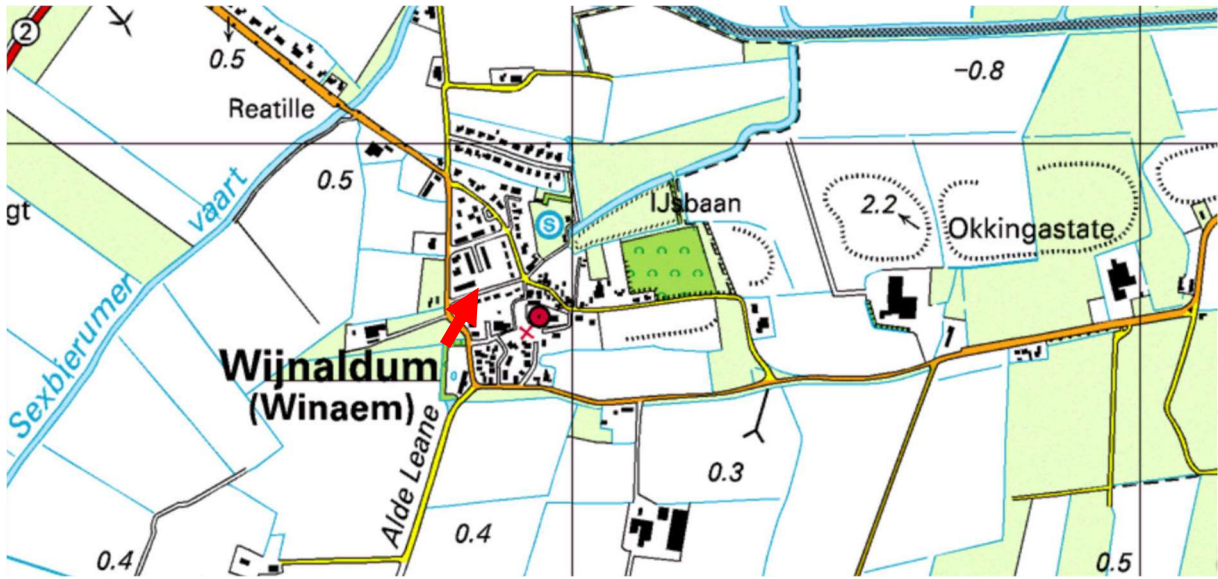 2
0.5
Reatille
-0.8
0.5
gt
vaart
IJsbaan
S
2.2
Okkingastate
Sexbierumer
Wijnaldum
(Winaem)
Alde Leane
0.3
0.4
0.4
0.5